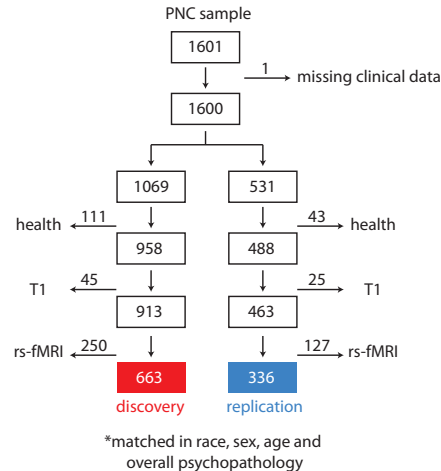 PNC sample
1601
1
missing clinical data
1600
1069
531
health
111
43
health
958
488
T1
45
25
T1
913
463
rs-fMRI
250
127
rs-fMRI
663
336
discovery
replication
*matched in race, sex, age and
overall psychopathology